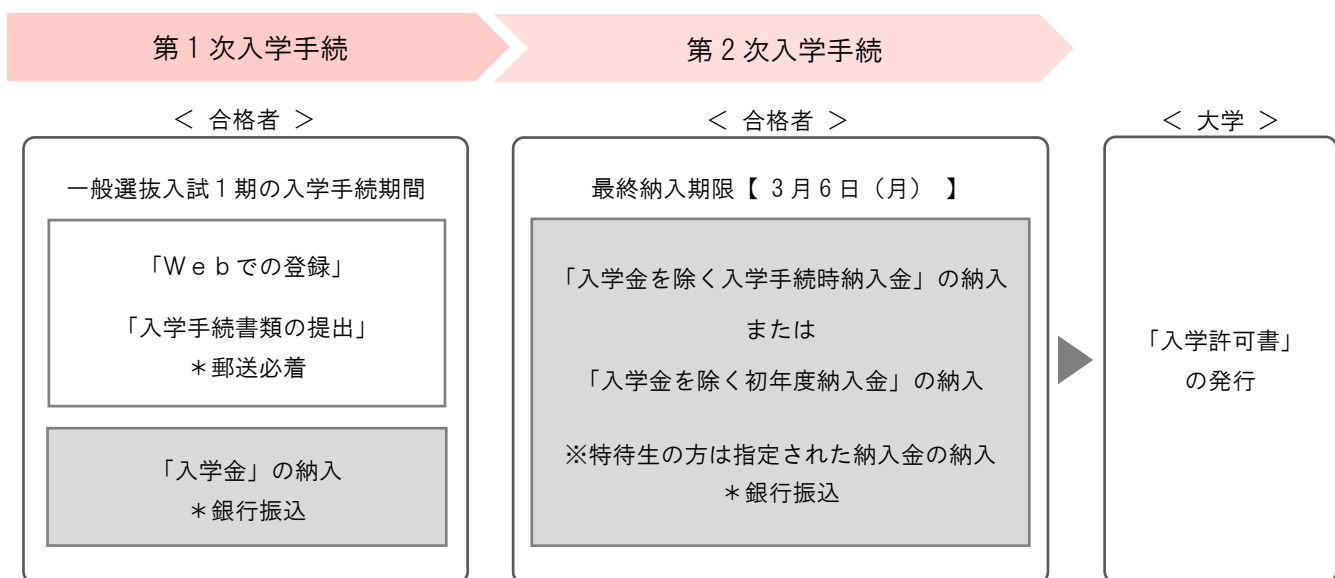 第１次入学手続
第２次入学手続
＜ 合格者 ＞
一般選抜入試１期の入学手続期間
「Ｗｅｂでの登録」
「入学手続書類の提出」
＊郵送必着
「入学金」の納入
＊銀行振込
＜ 合格者 ＞
最終納入期限【 ３月６日（月） 】
「入学金を除く入学手続時納入金」の納入
または
「入学金を除く初年度納入金」の納入
※特待生の方は指定された納入金の納入
＊銀行振込
＜ 大学 ＞
「入学許可書」
の発行